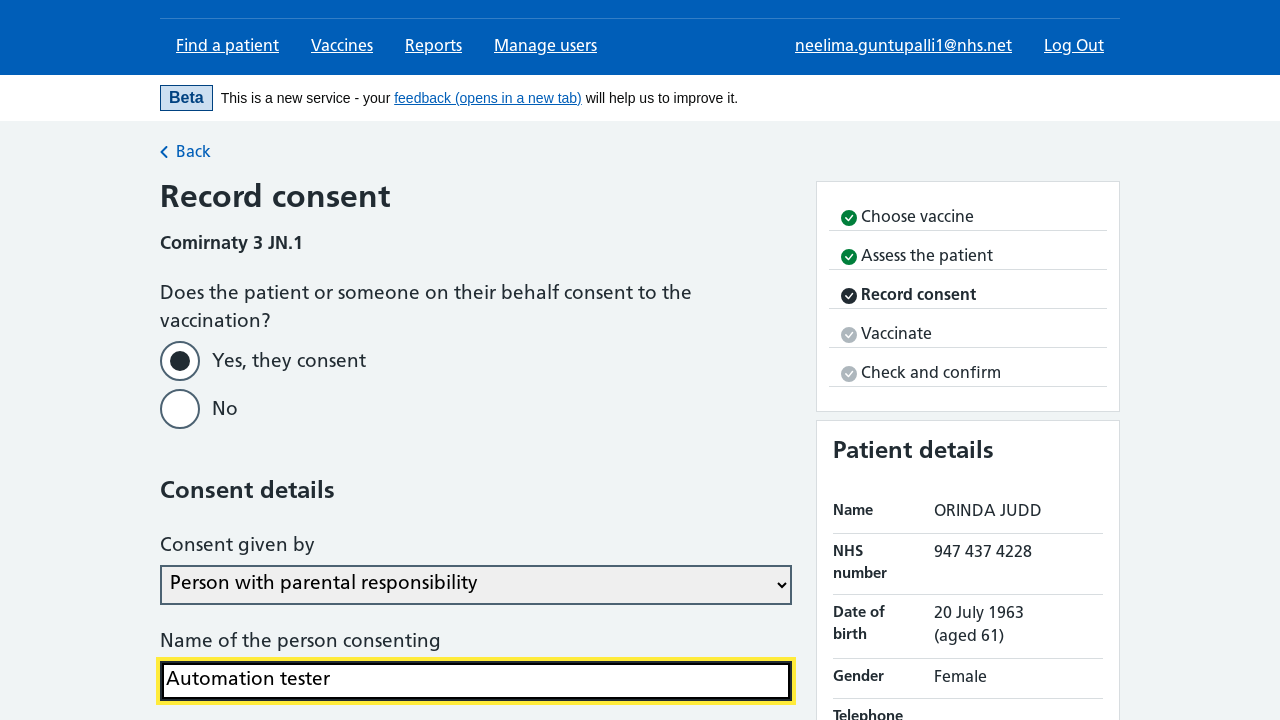 Find a patient
Vaccines
Reports
Manage users
neelima.guntupalli1@nhs.net
Log Out
Beta
This is a new service - your feedback (opens in a new tab) will help us to improve it.
Back
Record consent
Comirnaty 3 JN.1
Does the patient or someone on their behalf consent to the
vaccination?
Yes, they consent
No
Consent details
Consent given by
Person with parental responsibility
Name of the person consenting
Automation tester
Choose vaccine
Assess the patient
Record consent
Vaccinate
Check and confirm
Patient details
Name
ORINDA JUDD
NHS
number
947 437 4228
Date of
birth
20 July 1963
(aged 61)
Gender
Female
Telephone